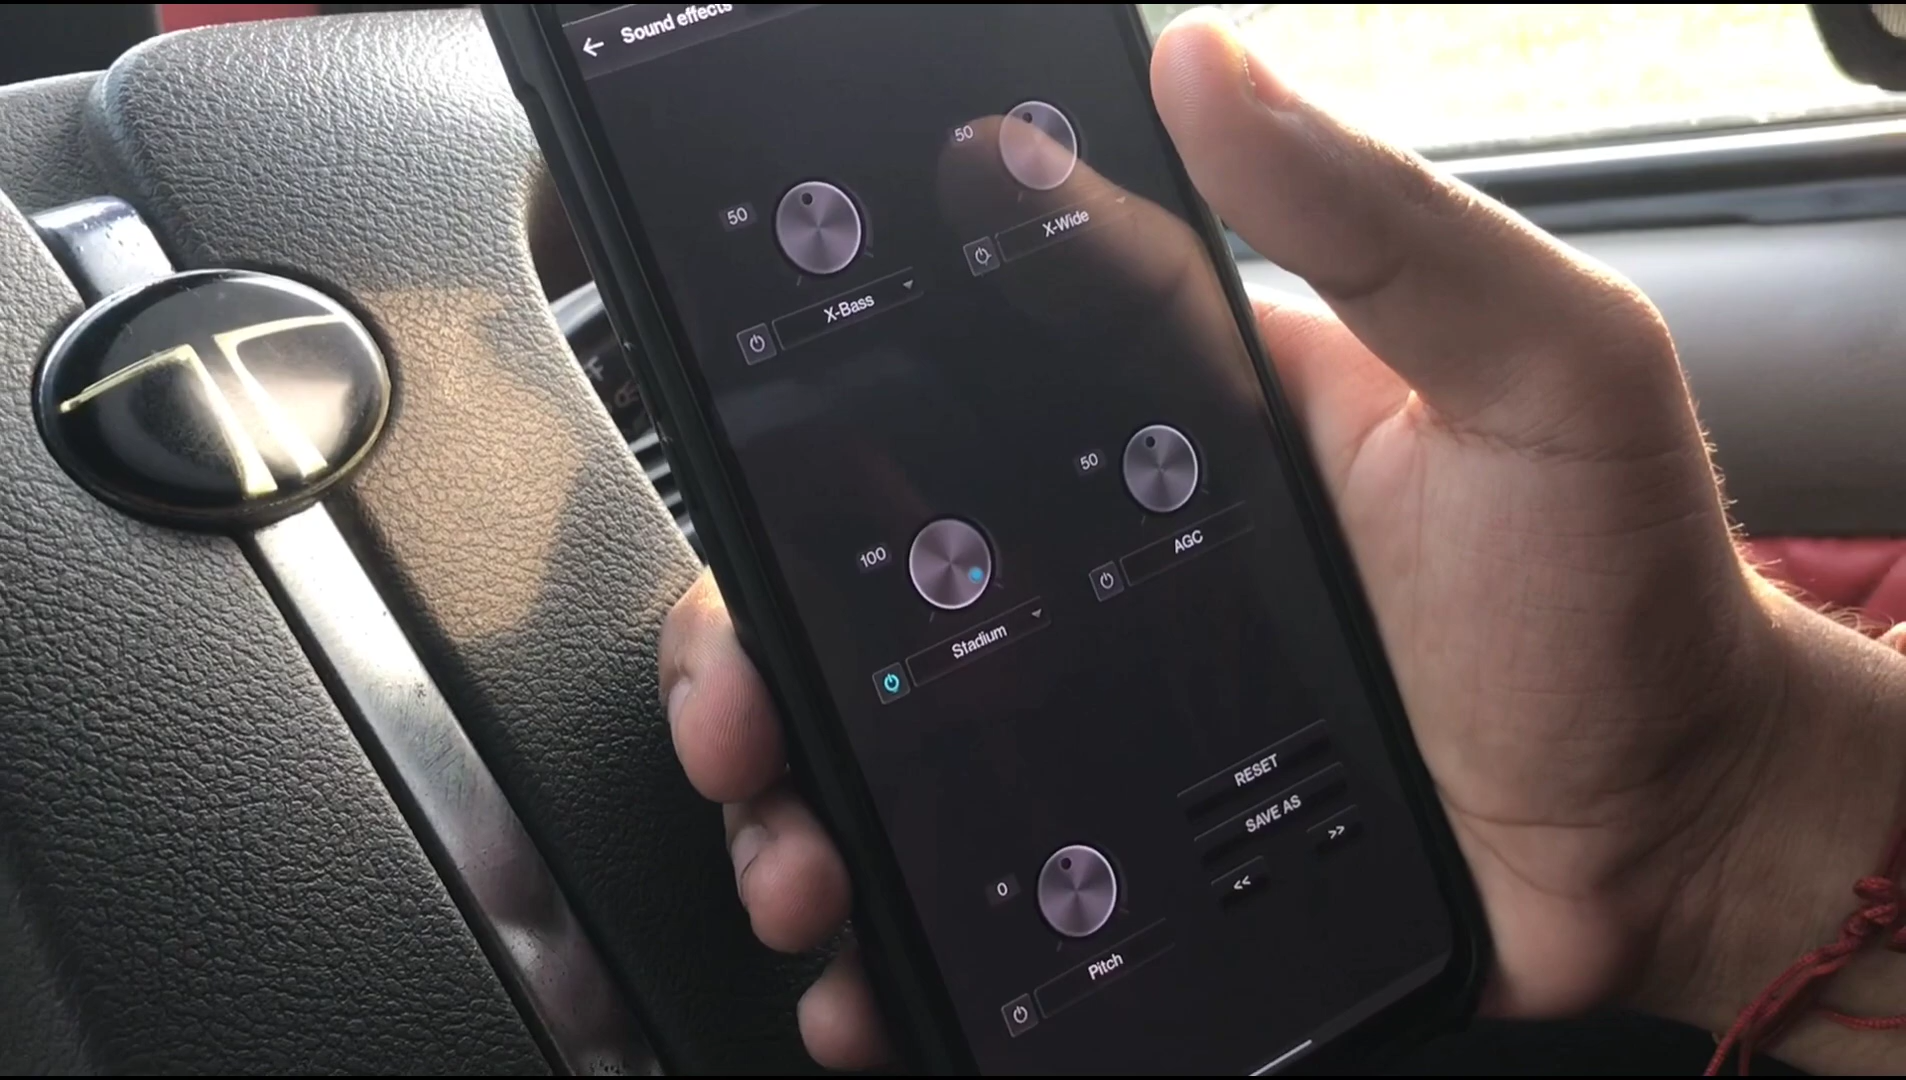 Sound effects
50
X-Bass
50
X-Wide
100
Stadium
50
AGC
0
Pitch
RESET
SAVE AS
<<
>>